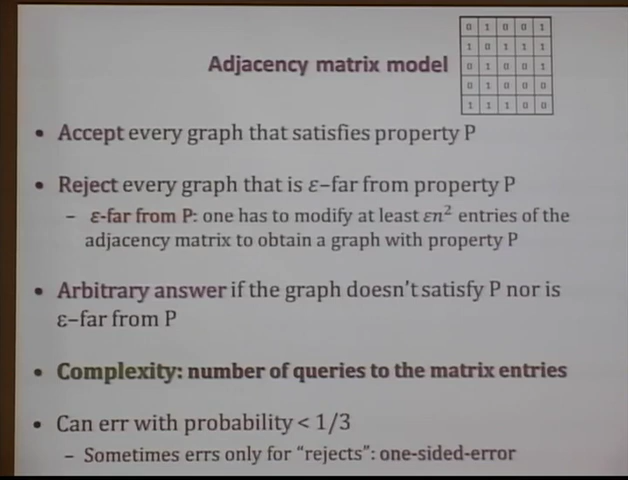 Adjacency matrix model
0 1 0 0 1
1 0 1 1 1
0 1 0 0 1
0 1 0 0 0
1 1 1 0 0
• Accept every graph that satisfies property P
• Reject every graph that is ε–far from property P
– ε-far from P: one has to modify at least εn² entries of the
adjacency matrix to obtain a graph with property P
• Arbitrary answer if the graph doesn't satisfy P nor is
ε–far from P
• Complexity: number of queries to the matrix entries
• Can err with probability < 1/3
– Sometimes errs only for "rejects": one-sided-error